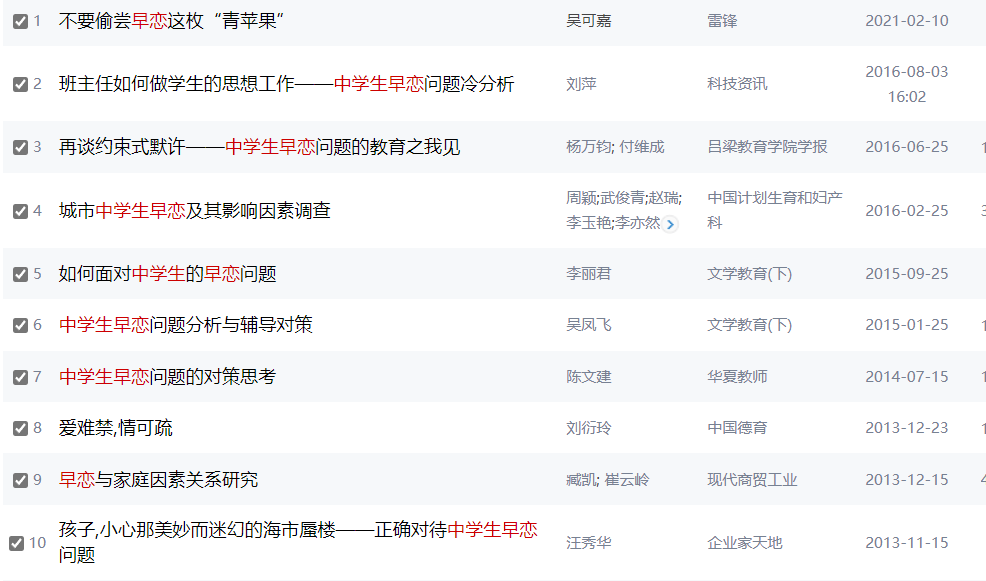 1 不要偷尝早恋这枚“青苹果” 吴可嘉 雷锋 2021-02-10
2 班主任如何做学生的思想工作——中学生早恋问题冷分析 刘萍 科技资讯 2016-08-03 16:02
3 再谈约束式默许——中学生早恋问题的教育之我见 杨万钧; 付维成 吕梁教育学院学报 2016-06-25
4 城市中学生早恋及其影响因素调查 周颖;武俊青;赵瑞; 李玉艳;李亦然 中国计划生育和妇产科 2016-02-25
5 如何面对中学生的早恋问题 李丽君 文学教育(下) 2015-09-25
6 中学生早恋问题分析与辅导对策 吴凤飞 文学教育(下) 2015-01-25
7 中学生早恋问题的对策思考 陈文建 华夏教师 2014-07-15
8 爱难禁,情可疏 刘衍玲 中国德育 2013-12-23
9 早恋与家庭因素关系研究 臧凯; 崔云岭 现代商贸工业 2013-12-15
10 孩子,小心那美妙而迷幻的海市蜃楼——正确对待中学生早恋问题 汪秀华 企业家天地 2013-11-15